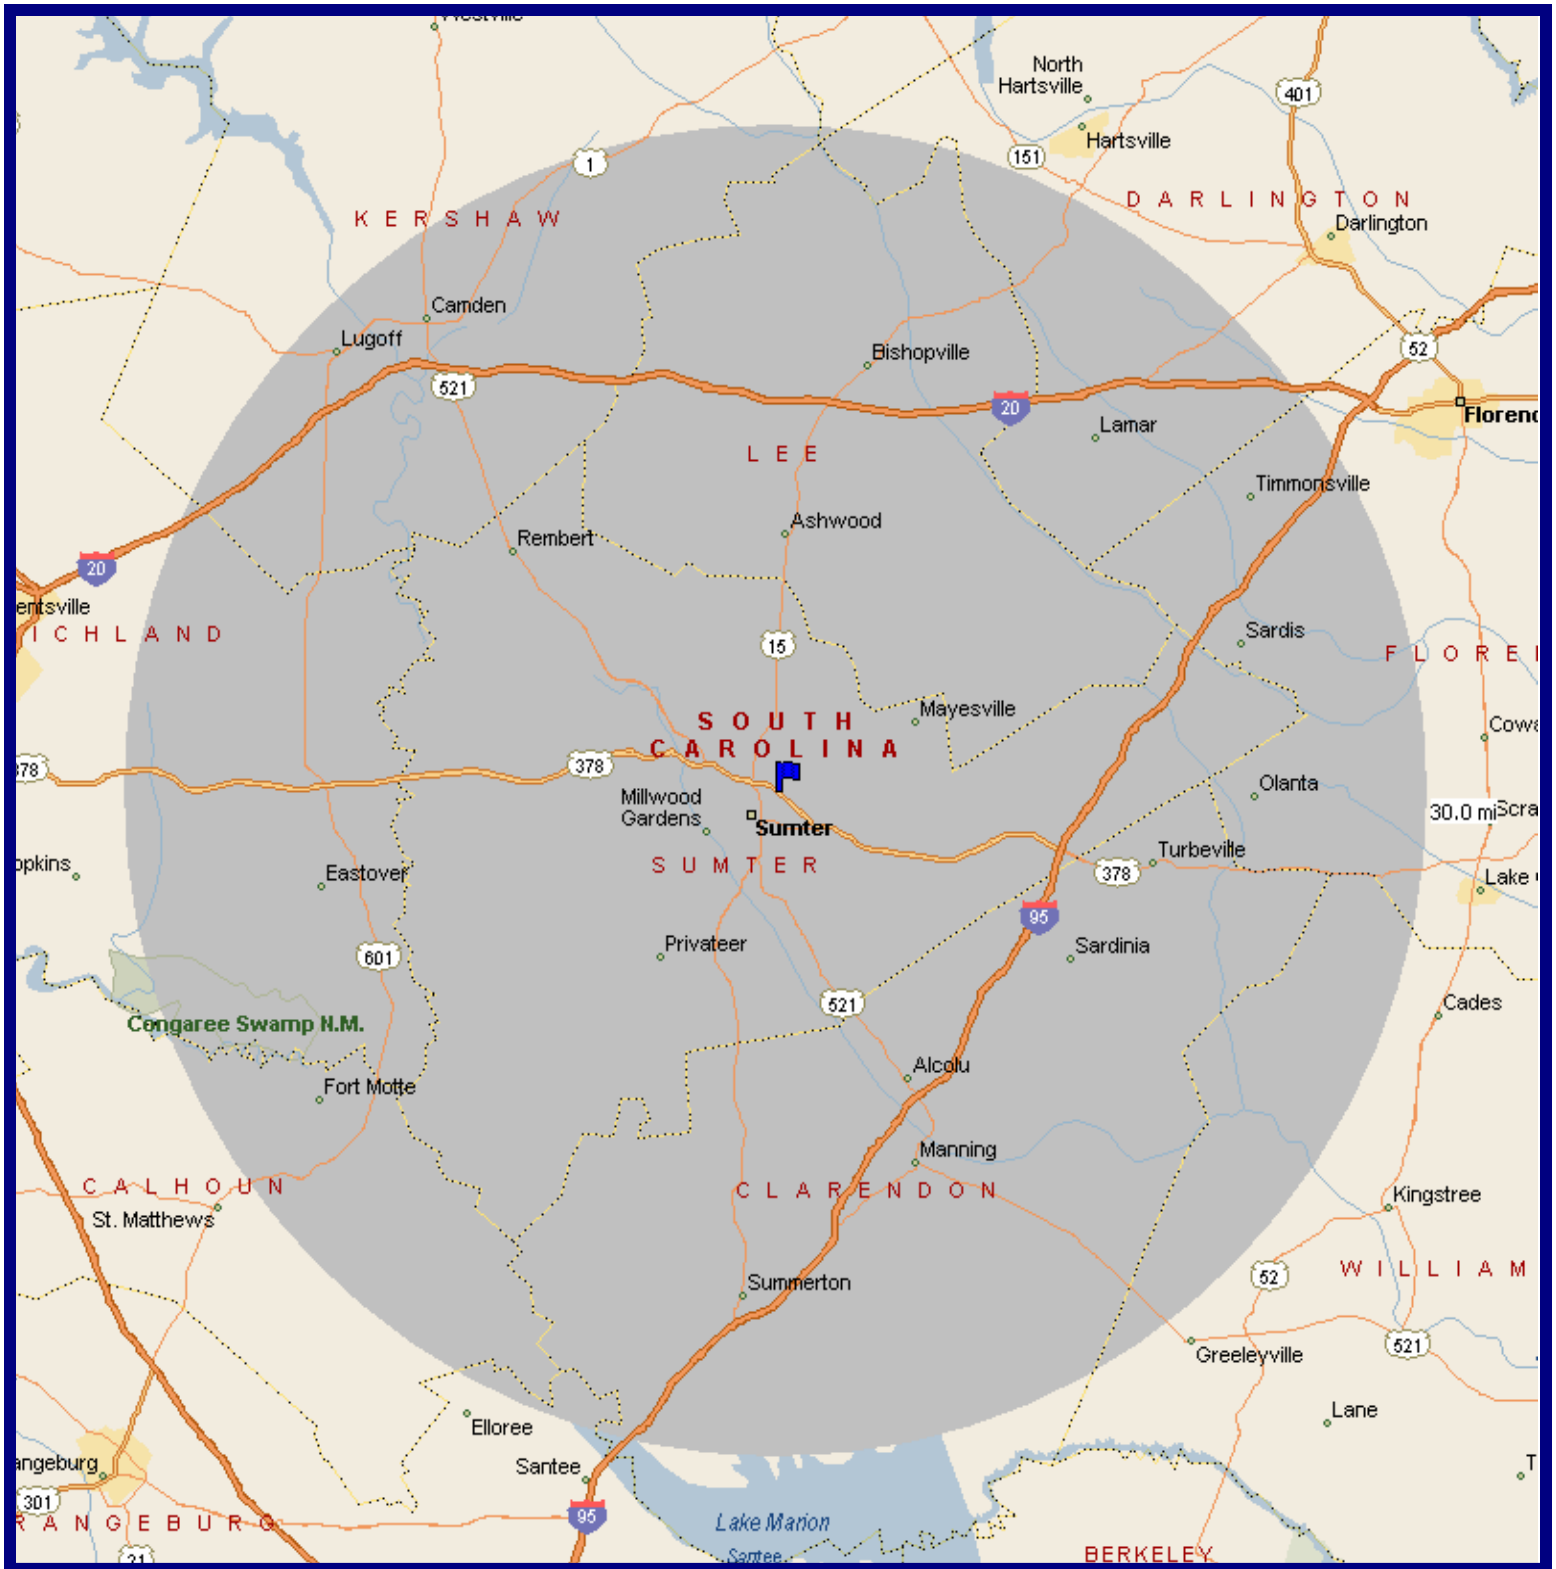 North
Hartsville
401
Hartsville
1
151
DARLINGTON
KERSHAW
Darlington
Camden
Lugoff
Bishopville
52
521
20
Florenc
Lamar
LEE
Timmonsville
Ashwood
Rembert
20
entsville
ICHLAND
Sardis
15
FLORE
Mayesville
SOUTH
CAROLINA
Cowa
378
378
Olanta
Millwood
Gardens
30.0 mi
Scra
Sumter
Turbeville
SUMTER
opkins
Eastover
378
Lake
95
Privateer
Sardinia
601
521
Cades
Congaree Swamp N.M.
Alcolu
Fort Motte
Manning
CALHOUN
CLARENDON
Kingstree
St. Matthews
52
WILLIAM
Summerton
521
Greeleyville
Lane
Elloree
angeburg
Santee
T
301
95
RANGEBURG
Lake Marion
Santee
BERKELEY
21